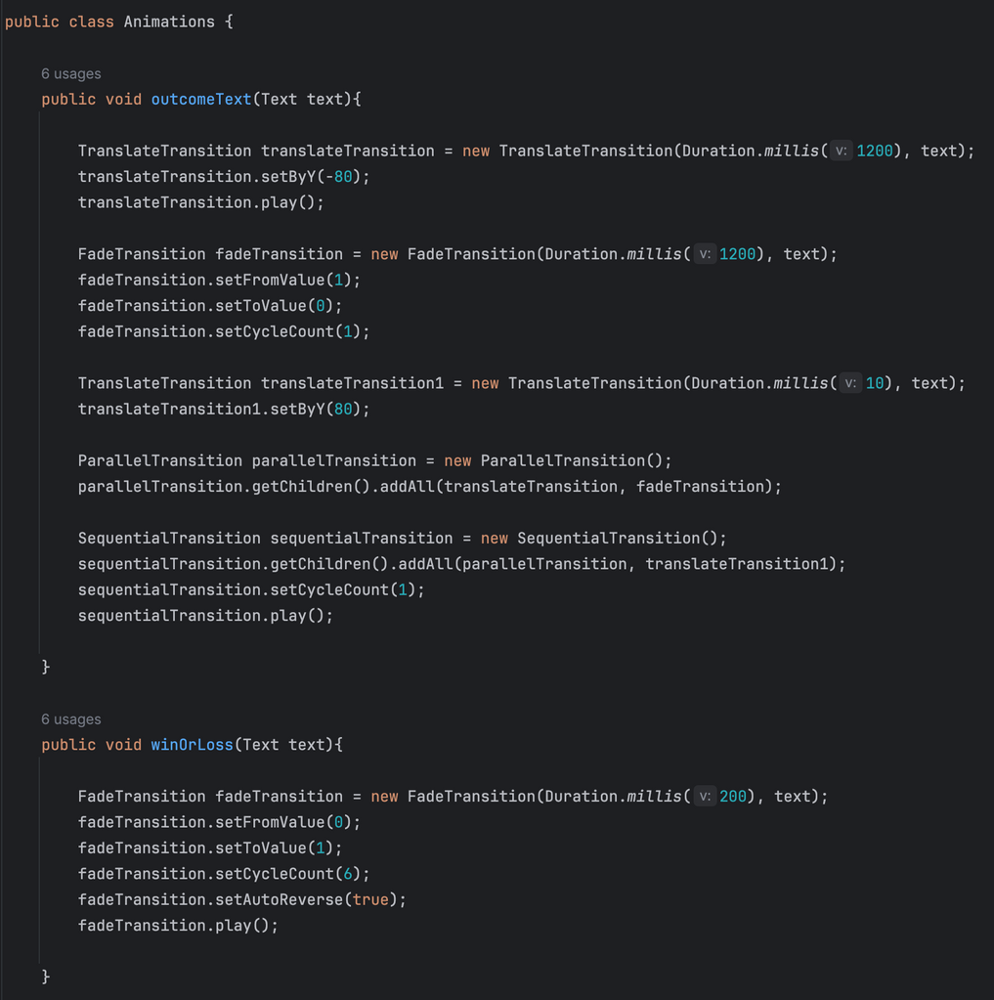 public class Animations {
6 usages
public void outcomeText(Text text){
TranslateTransition translateTransition = new TranslateTransition(Duration.millis( v: 1200), text);
translateTransition.setByY(-80);
translateTransition.play();
FadeTransition fadeTransition = new FadeTransition(Duration.millis( v: 1200), text);
fadeTransition.setFromValue(1);
fadeTransition.setToValue(0);
fadeTransition.setCycleCount(1);
TranslateTransition translateTransition1 = new TranslateTransition(Duration.millis( v: 10), text);
translateTransition1.setByY(80);
ParallelTransition parallelTransition = new ParallelTransition();
parallelTransition.getChildren().addAll(translateTransition, fadeTransition);
SequentialTransition sequentialTransition = new SequentialTransition();
sequentialTransition.getChildren().addAll(parallelTransition, translateTransition1);
sequentialTransition.setCycleCount(1);
sequentialTransition.play();
}
6 usages
public void winOrLoss(Text text){
FadeTransition fadeTransition = new FadeTransition(Duration.millis( v: 200), text);
fadeTransition.setFromValue(0);
fadeTransition.setToValue(1);
fadeTransition.setCycleCount(6);
fadeTransition.setAutoReverse(true);
fadeTransition.play();
}